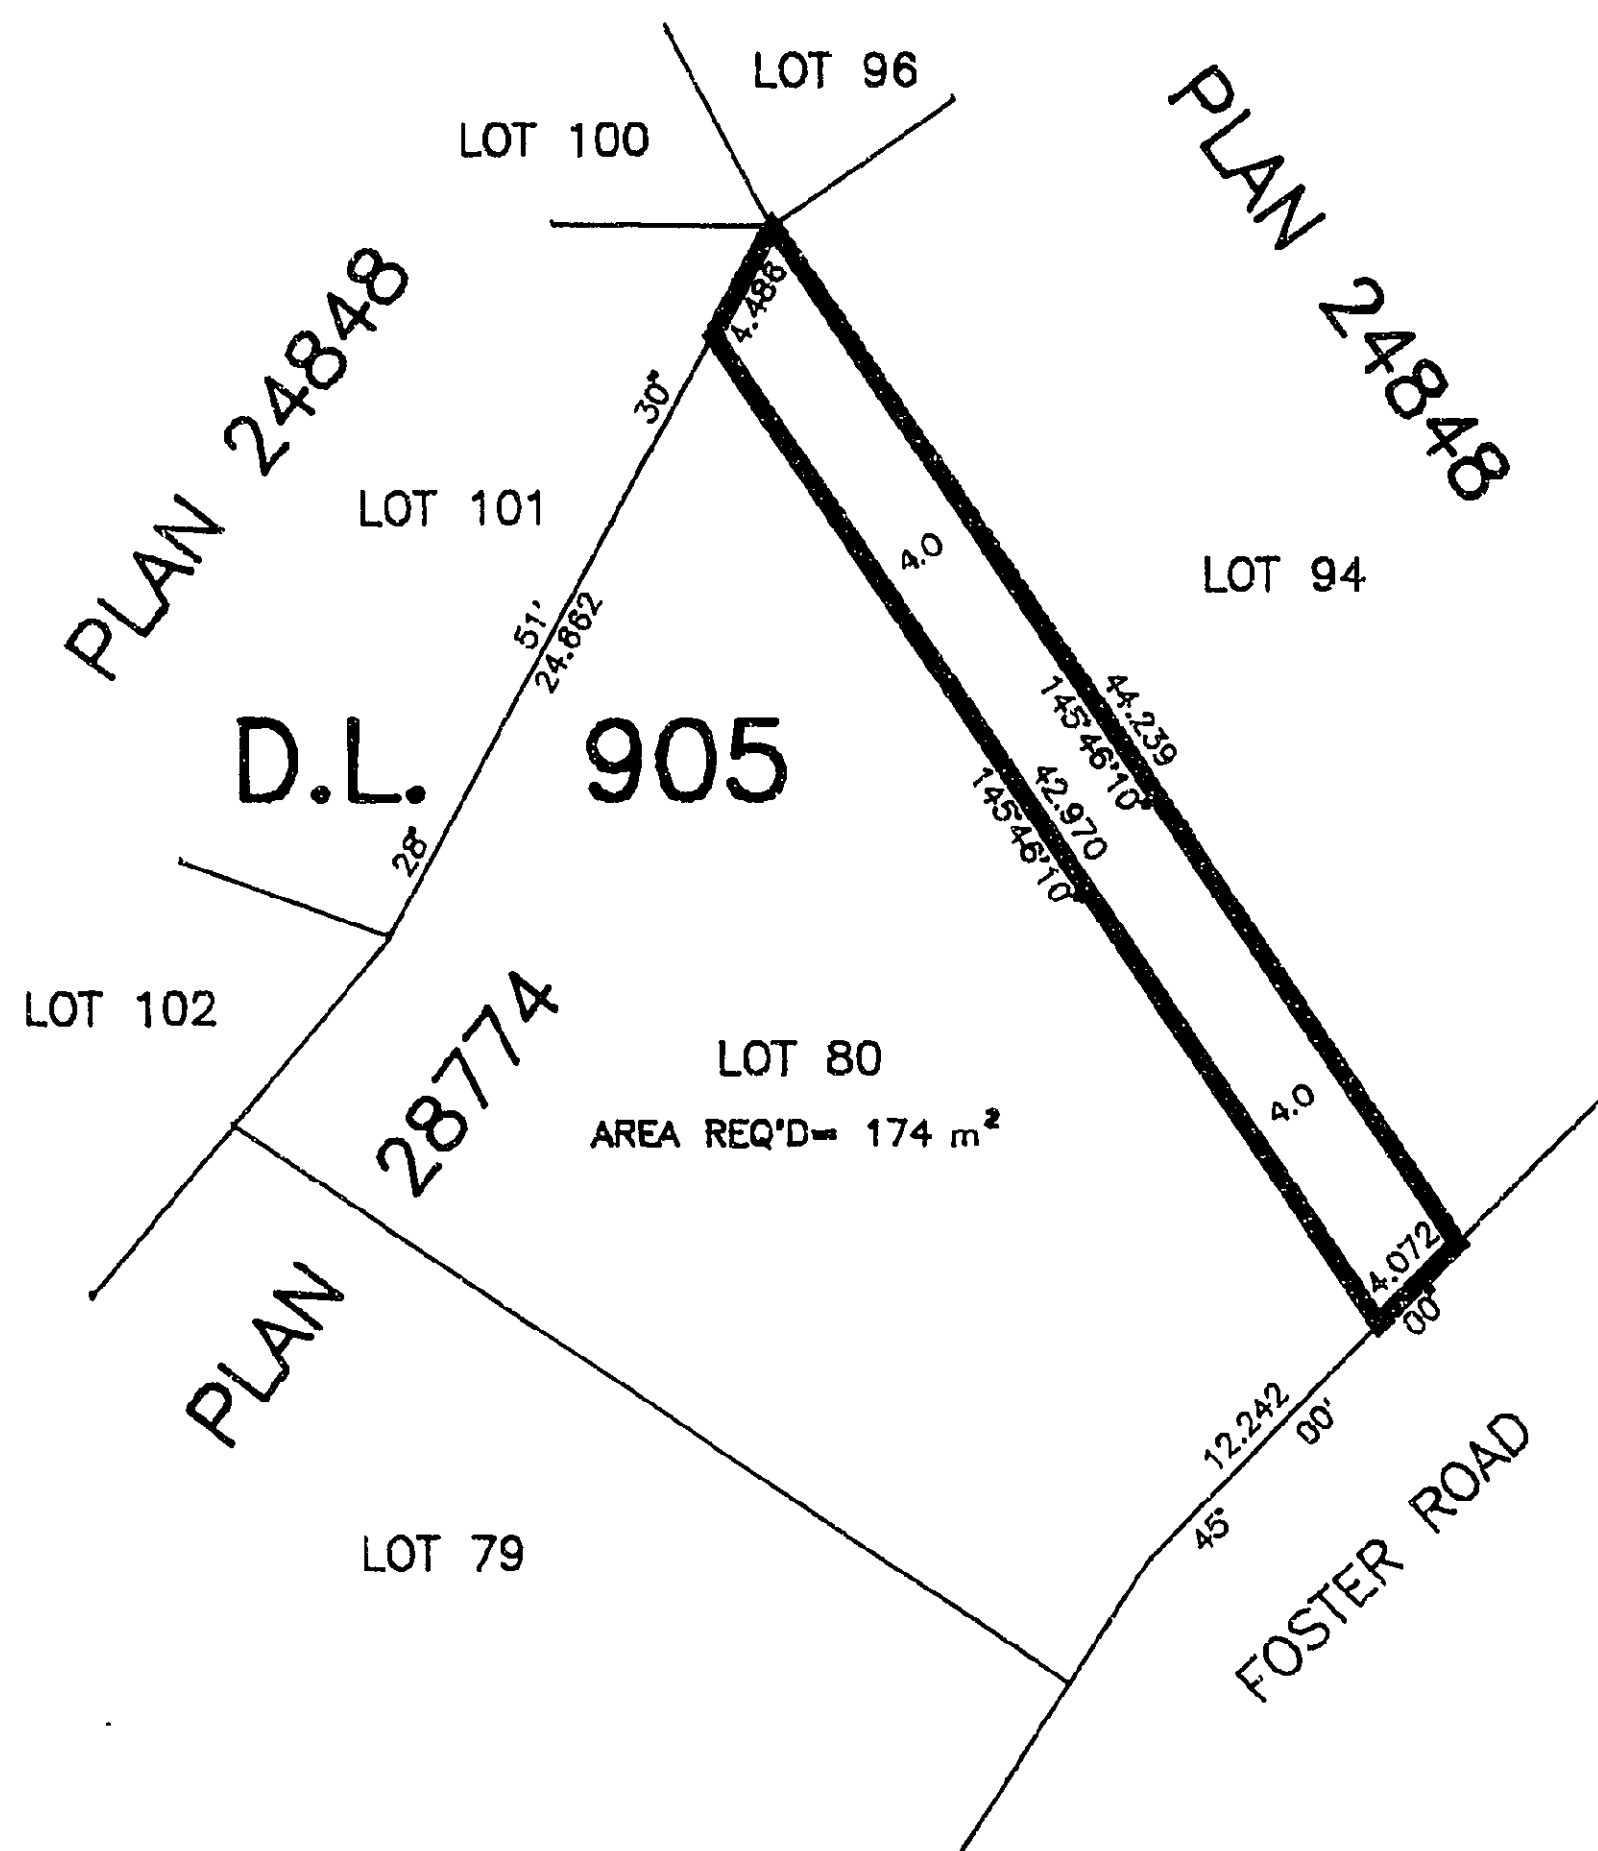 LOT 96
LOT 100
PLAN 24848
PLAN 24848
4.486
30"
LOT 101
4.0
LOT 94
51'
24.862
44.239
145°46'10"
D.L. 905
42.970
145°46'10"
28°
LOT 102
PLAN 28774
LOT 80
AREA REQ'D= 174 m²
4.0
4.072
00"
12.242
00'
45°
FOSTER ROAD
LOT 79